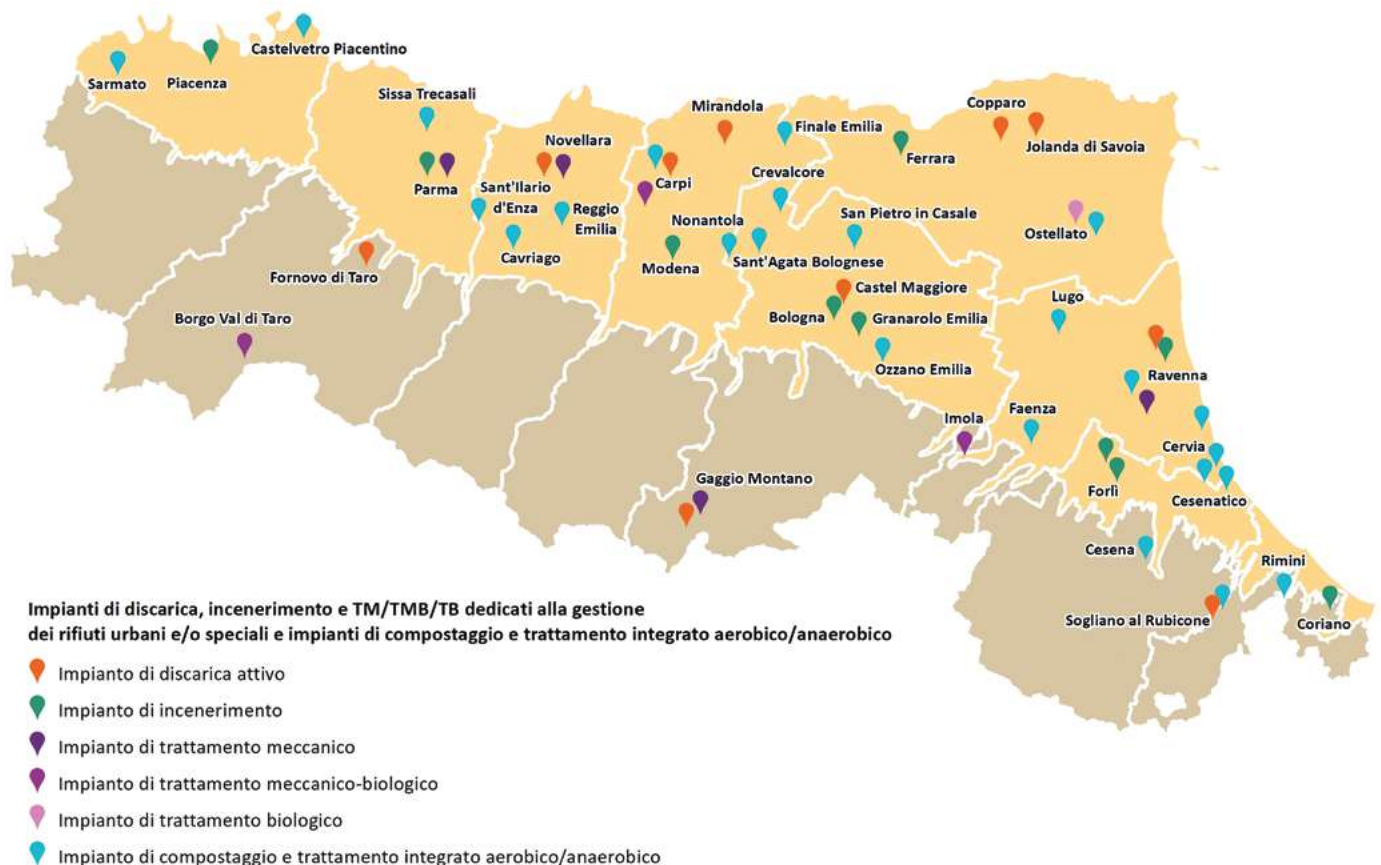 Castelvetro Piacentino
Sarmato
Piacenza
Sissa Trecasali
Mirandola
Copparo
Finale Emilia
Novellara
Ferrara
Jolanda di Savoia
Parma
Sant'Ilario
d'Enza
Carpi
Crevalcore
Reggio
Emilia
Nonantola
San Pietro in Casale
Ostellato
Cavriago
Modena
Sant'Agata Bolognese
Fornovo di Taro
Castel Maggiore
Lugo
Borgo Val di Taro
Bologna
Granarolo Emilia
Ozzano Emilia
Ravenna
Imola
Faenza
Cervia
Gaggio Montano
Forlì
Cesenatico
Cesena
Rimini
Sogliano al Rubicone
Coriano
Impianti di discarica, incenerimento e TM/TMB/TB dedicati alla gestione
dei rifiuti urbani e/o speciali e impianti di compostaggio e trattamento integrato aerobico/anaerobico
Impianto di discarica attivo
Impianto di incenerimento
Impianto di trattamento meccanico
Impianto di trattamento meccanico-biologico
Impianto di trattamento biologico
Impianto di compostaggio e trattamento integrato aerobico/anaerobico